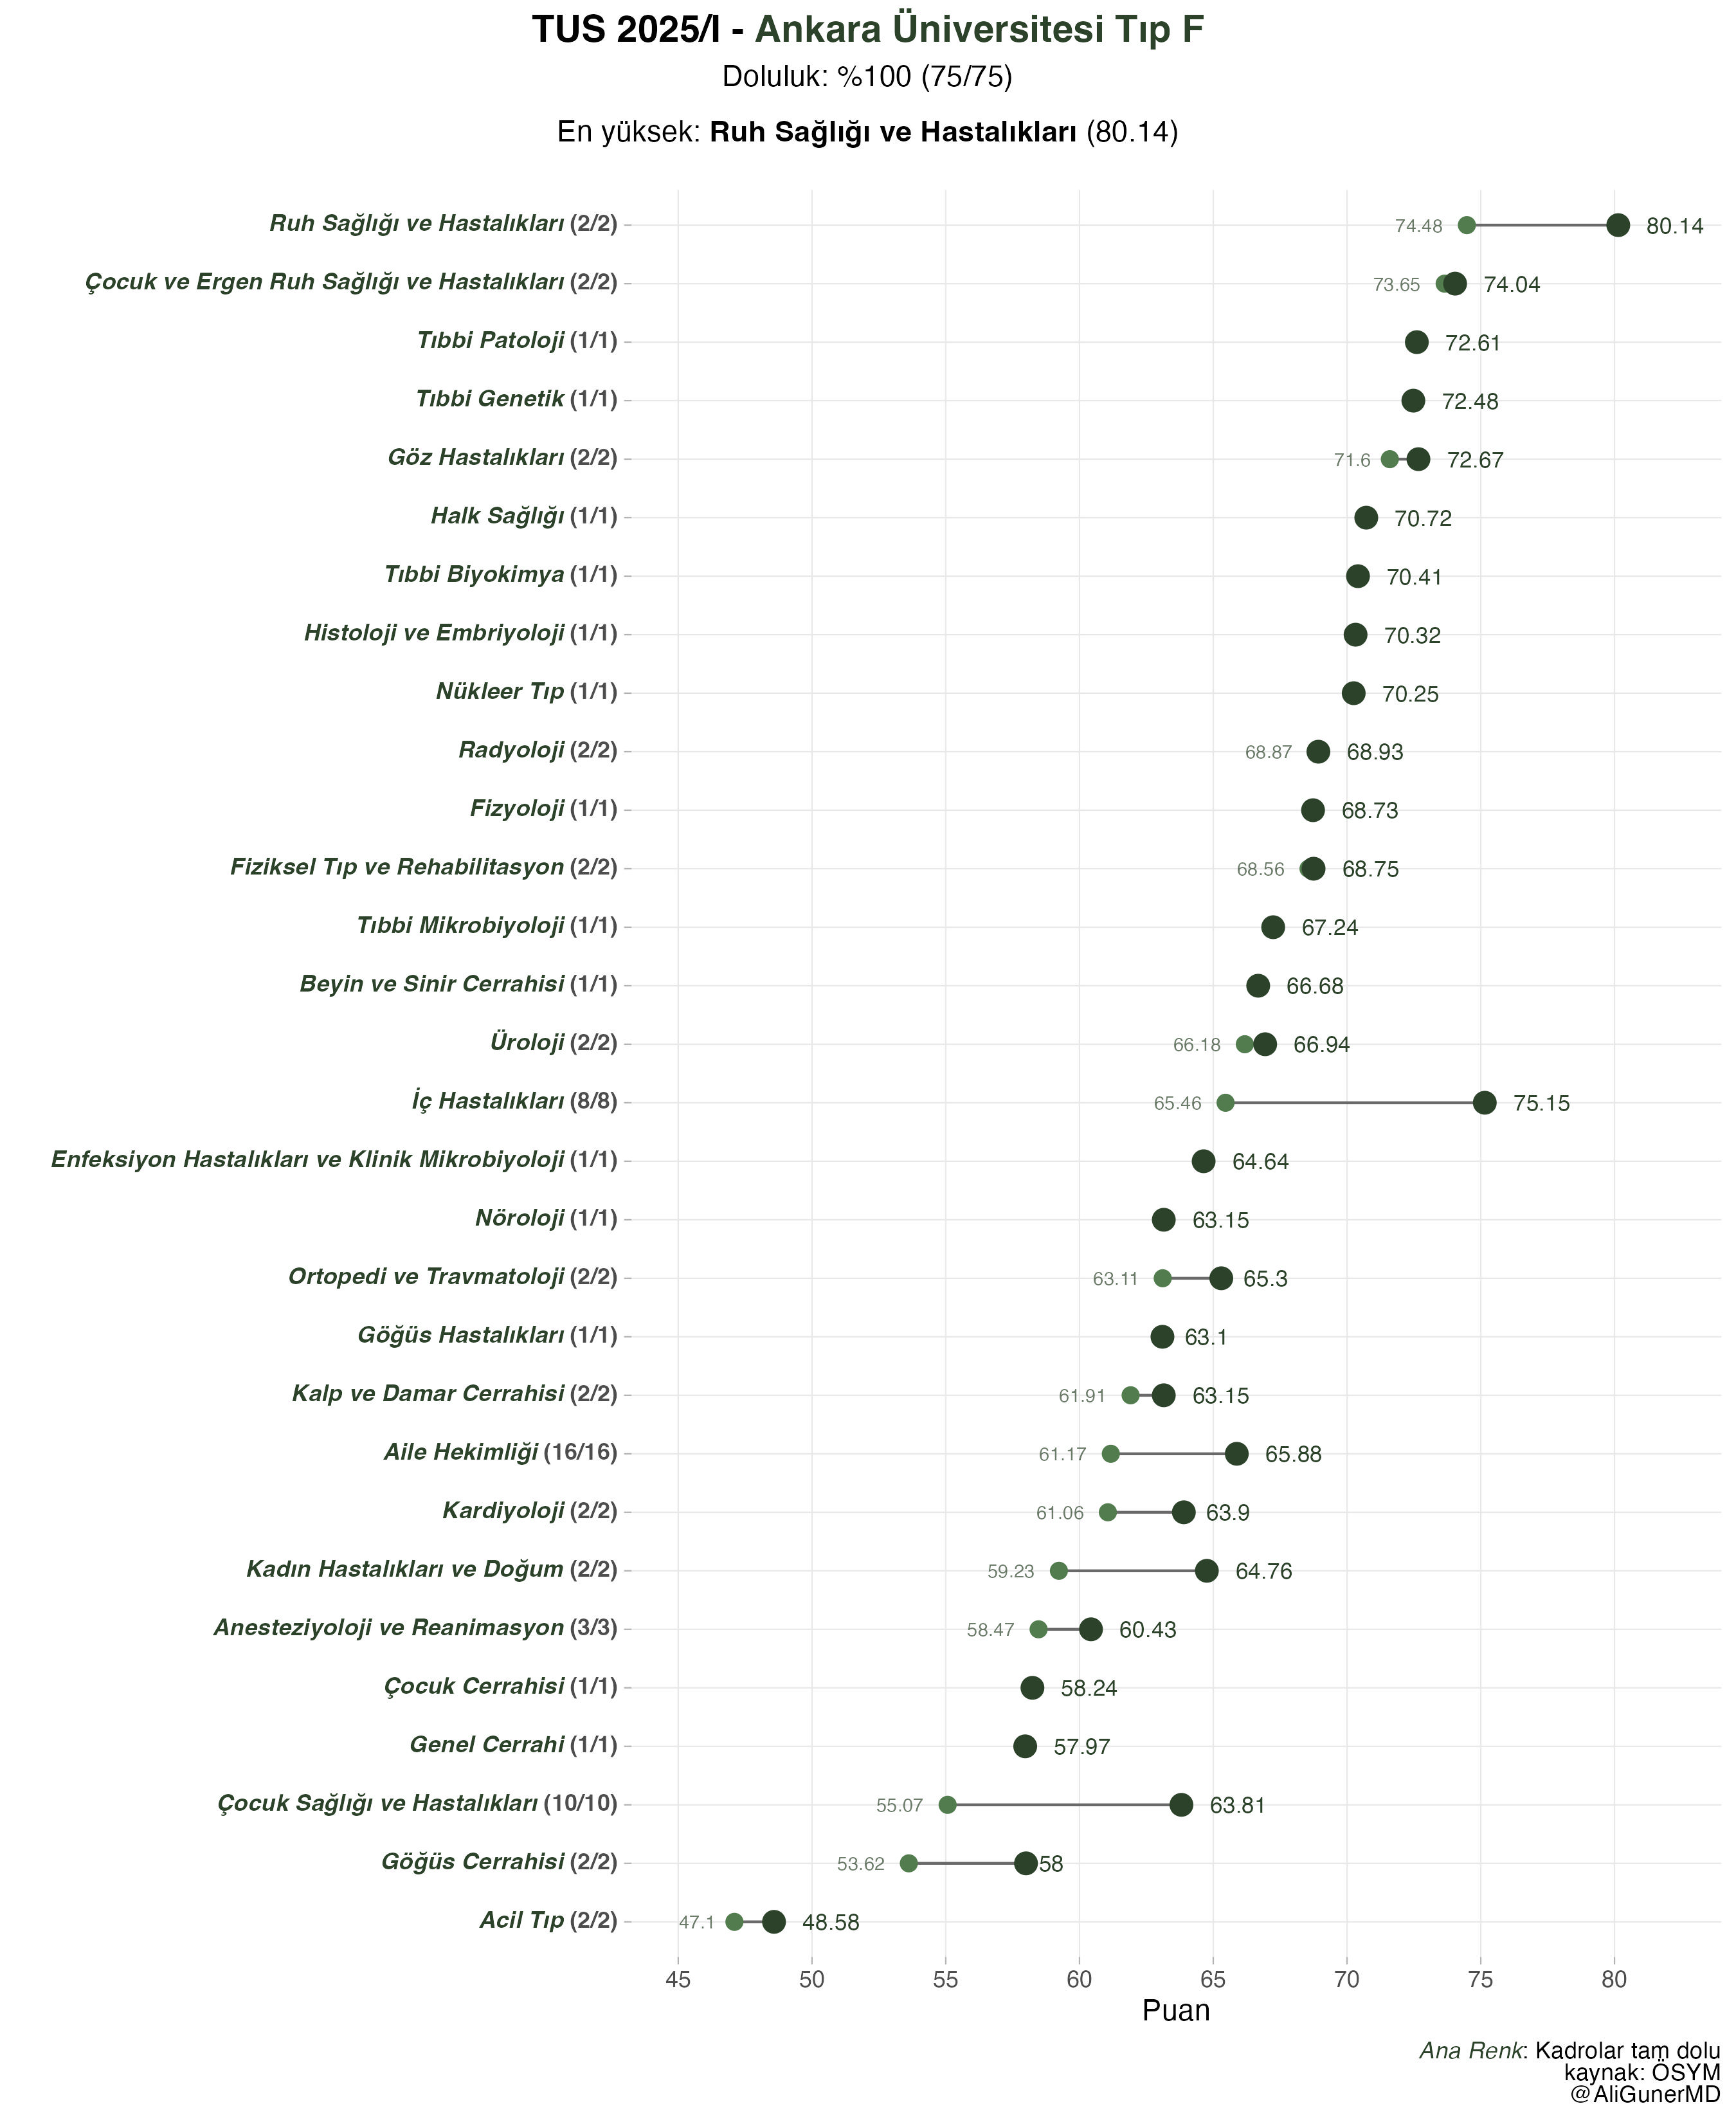 TUS 2025/I - Ankara Üniversitesi Tıp F
Doluluk: %100 (75/75)
En yüksek: Ruh Sağlığı ve Hastalıkları (80.14)
Ruh Sağlığı ve Hastalıkları (2/2) 74.48 80.14
Çocuk ve Ergen Ruh Sağlığı ve Hastalıkları (2/2) 73.65 74.04
Tıbbi Patoloji (1/1) 72.61
Tıbbi Genetik (1/1) 72.48
Göz Hastalıkları (2/2) 71.6 72.67
Halk Sağlığı (1/1) 70.72
Tıbbi Biyokimya (1/1) 70.41
Histoloji ve Embriyoloji (1/1) 70.32
Nükleer Tıp (1/1) 70.25
Radyoloji (2/2) 68.87 68.93
Fizyoloji (1/1) 68.73
Fiziksel Tıp ve Rehabilitasyon (2/2) 68.56 68.75
Tıbbi Mikrobiyoloji (1/1) 67.24
Beyin ve Sinir Cerrahisi (1/1) 66.68
Üroloji (2/2) 66.18 66.94
İç Hastalıkları (8/8) 65.46 75.15
Enfeksiyon Hastalıkları ve Klinik Mikrobiyoloji (1/1) 64.64
Nöroloji (1/1) 63.15
Ortopedi ve Travmatoloji (2/2) 63.11 65.3
Göğüs Hastalıkları (1/1) 63.1
Kalp ve Damar Cerrahisi (2/2) 61.91 63.15
Aile Hekimliği (16/16) 61.17 65.88
Kardiyoloji (2/2) 61.06 63.9
Kadın Hastalıkları ve Doğum (2/2) 59.23 64.76
Anesteziyoloji ve Reanimasyon (3/3) 58.47 60.43
Çocuk Cerrahisi (1/1) 58.24
Genel Cerrahi (1/1) 57.97
Çocuk Sağlığı ve Hastalıkları (10/10) 55.07 63.81
Göğüs Cerrahisi (2/2) 53.62 58
Acil Tıp (2/2) 47.1 48.58
45 50 55 60 65 70 75 80
Puan
Ana Renk: Kadrolar tam dolu
kaynak: ÖSYM
@AliGunerMD